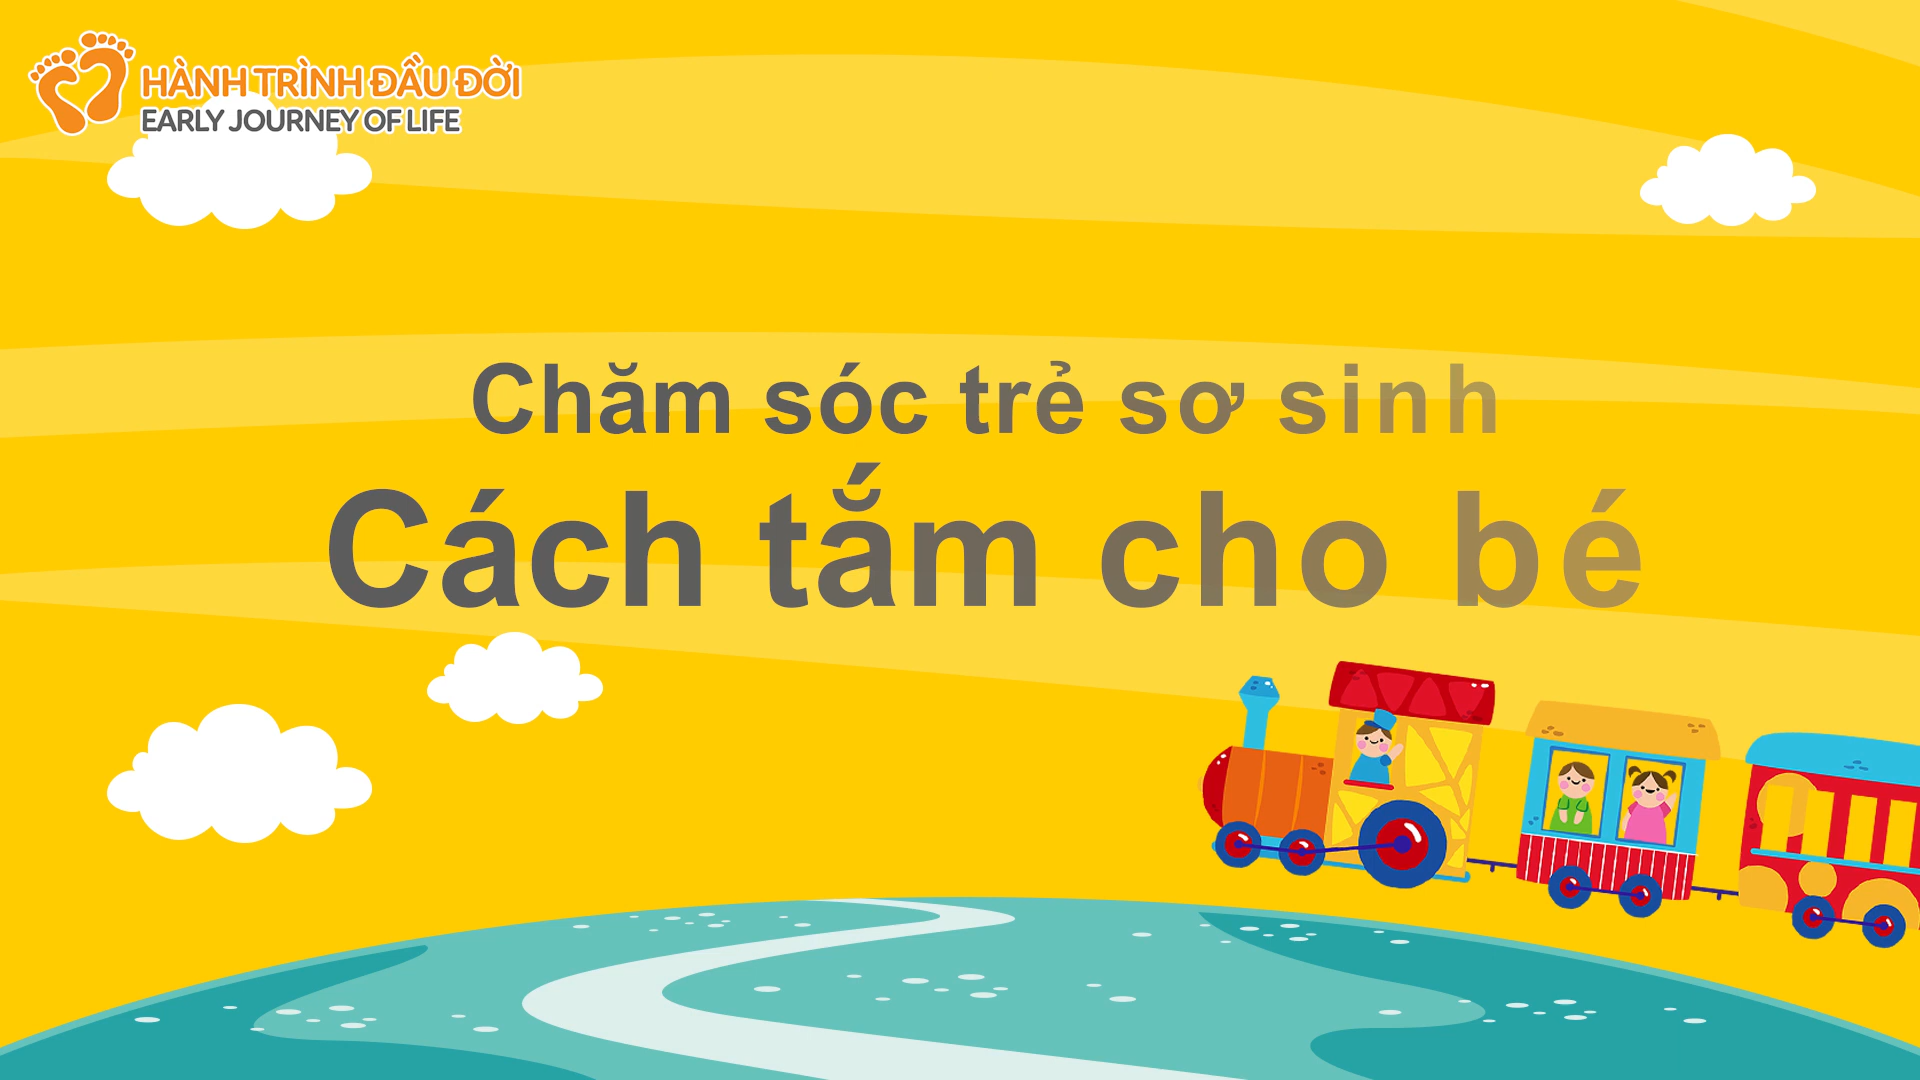 HÀNH TRÌNH ĐẦU ĐỜI
EARLY JOURNEY OF LIFE
Chăm sóc trẻ sơ sinh
Cách tắm cho bé